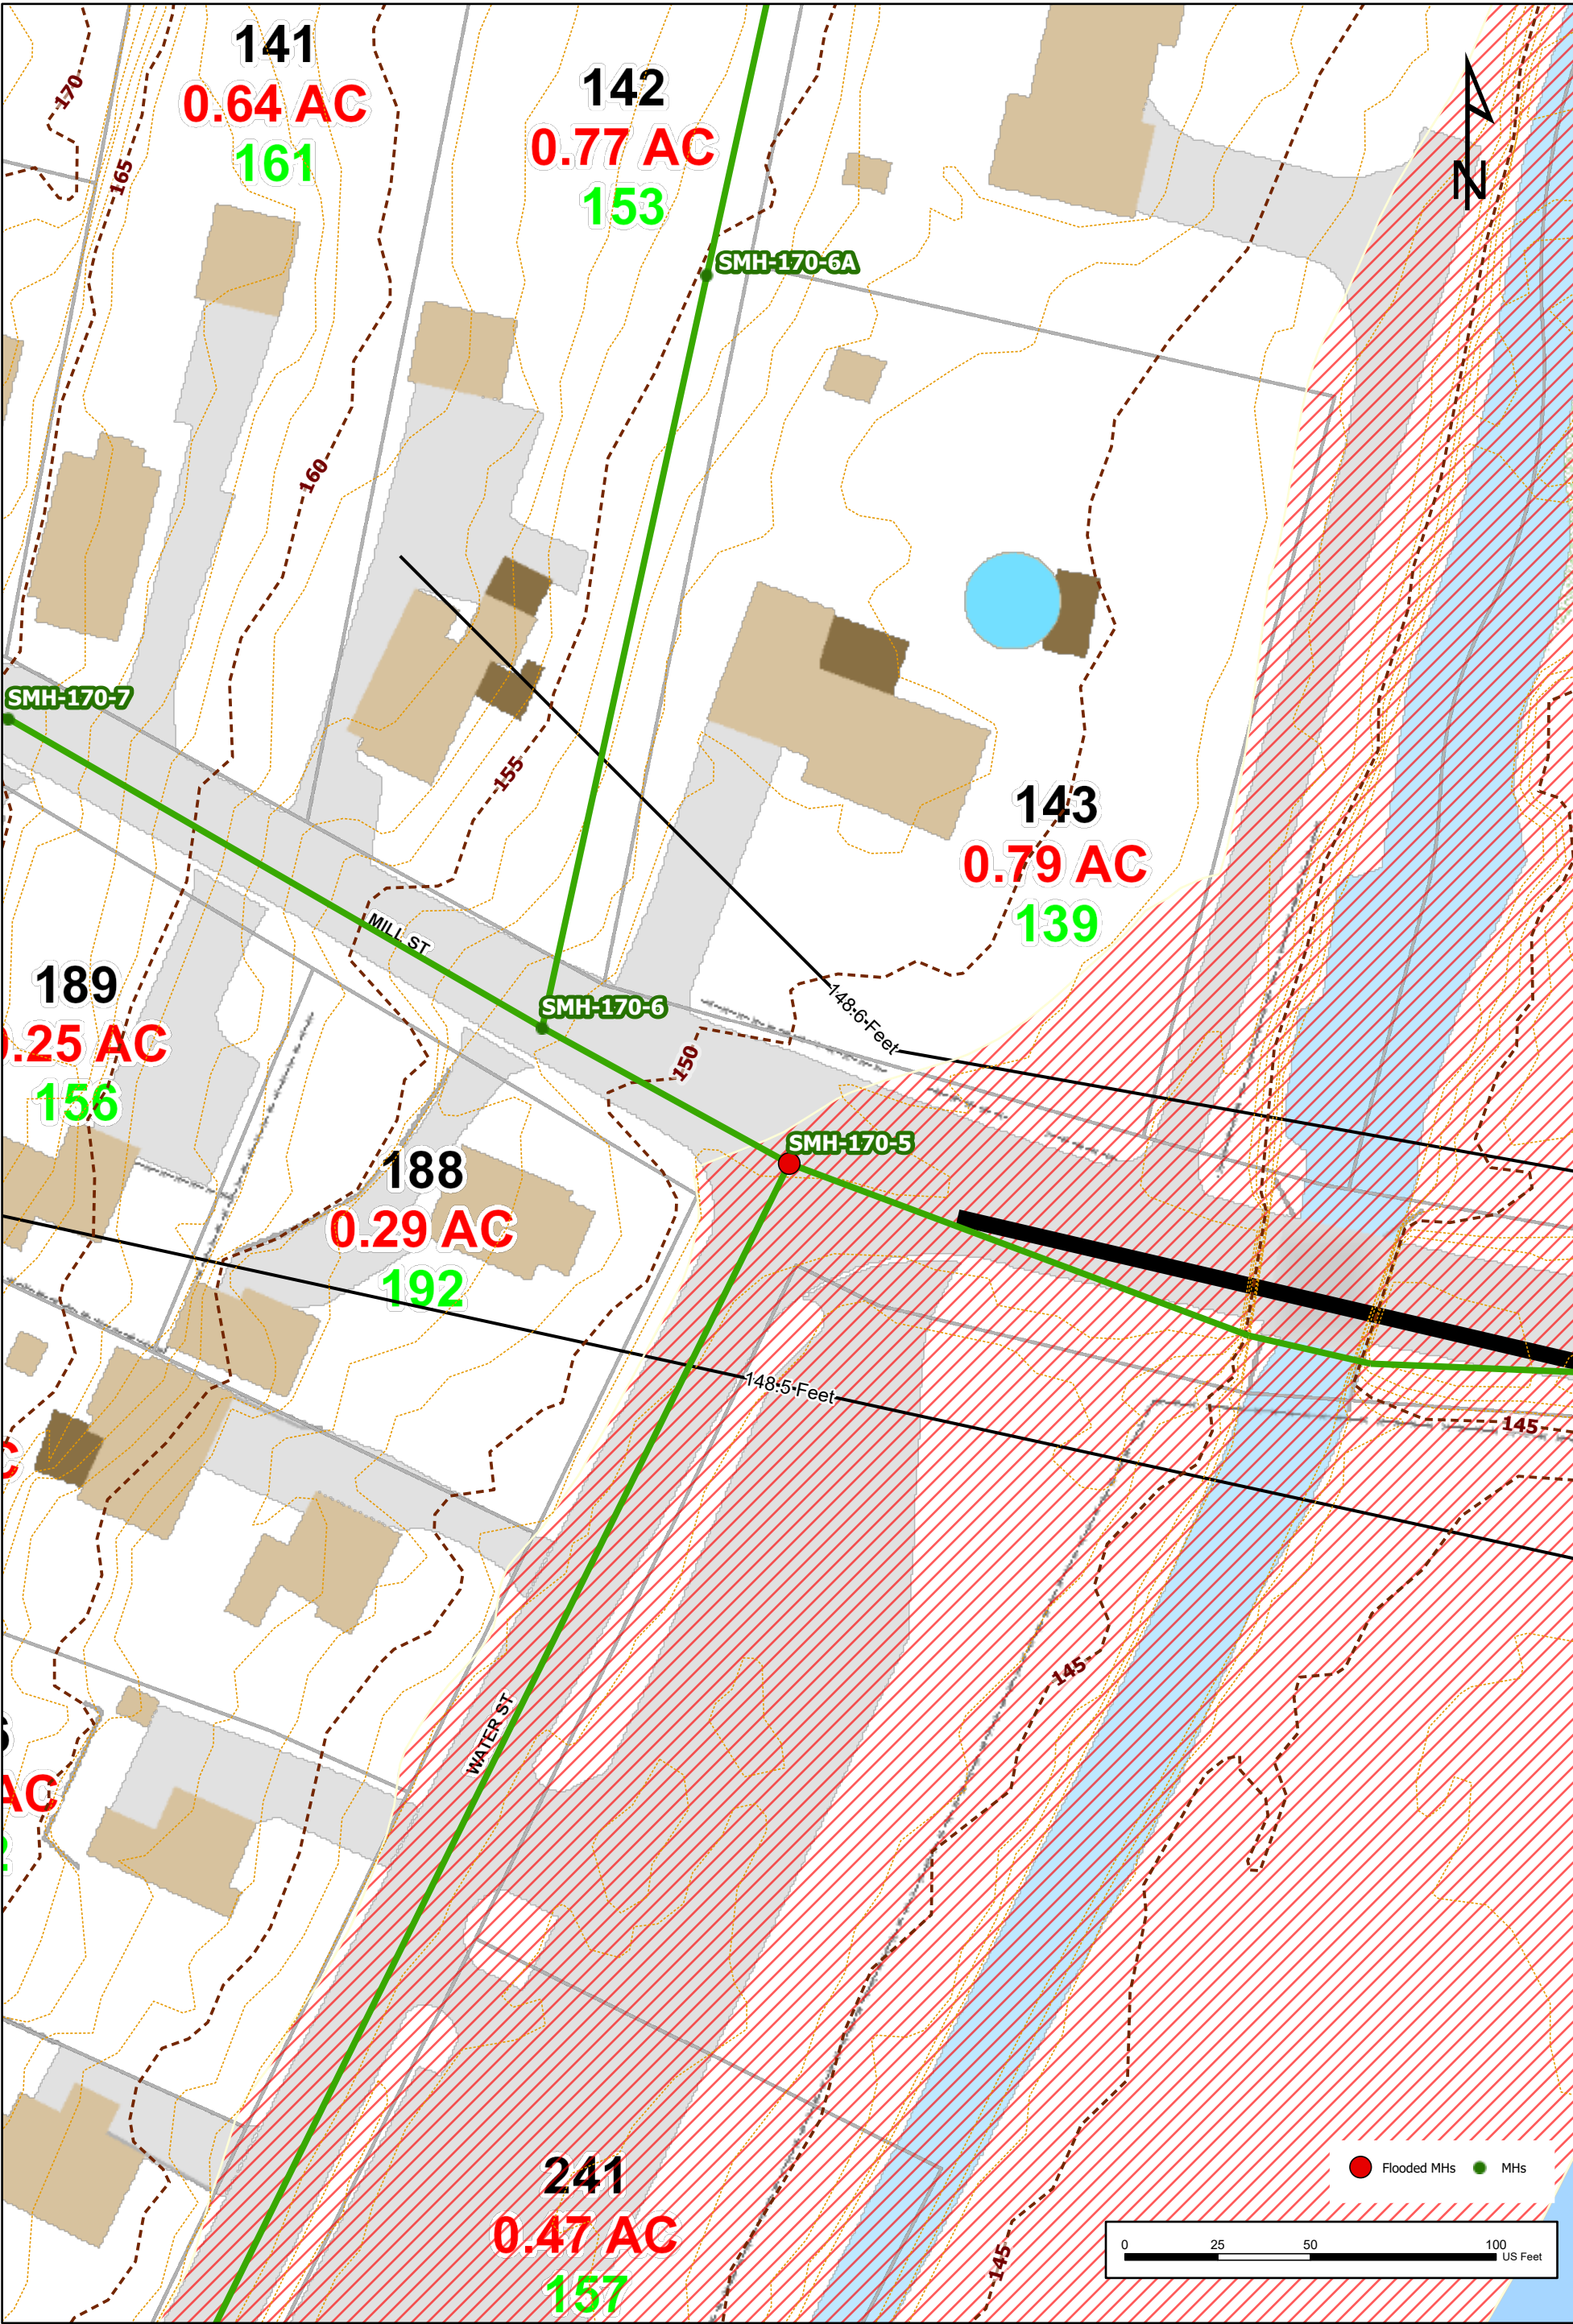 141
0.64 AC
161
142
0.77 AC
153
170
165
N
SMH-170-6A
160
SMH-170-7
155
143
0.79 AC
139
MILL ST
189
0.25 AC
156
SMH-170-6
148.6 Feet
150
SMH-170-5
188
0.29 AC
192
148.5 Feet
145
145
WATER ST
AC
241
0.47 AC
157
145
Flooded MHs
MHs
0 25 50 100
US Feet